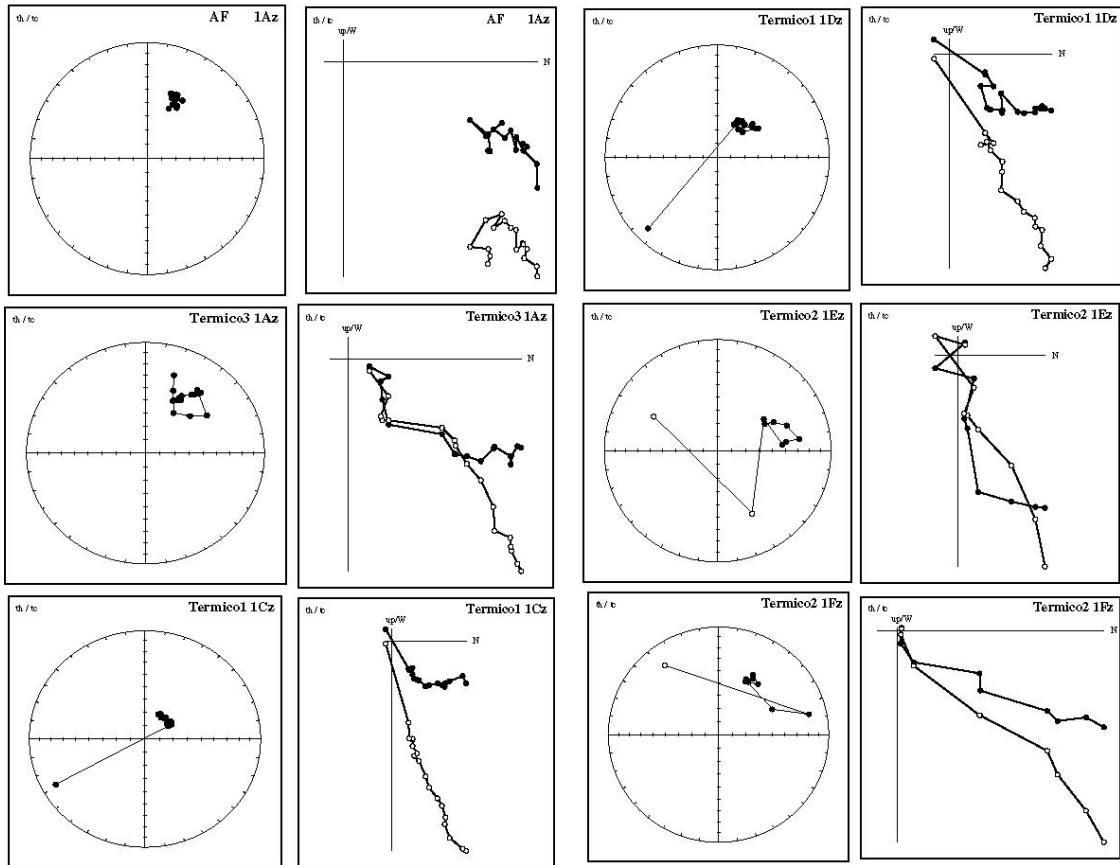 th / tc AF 1Az
th / tc AF 1Az
up/W
N
th / tc Termico1 1Dz
th / tc Termico1 1Dz
up/W
N
th / tc Termico3 1Az
th / tc Termico3 1Az
up/W
N
th / tc Termico2 1Ez
th / tc Termico2 1Ez
up/W
N
th / tc Termico1 1Cz
th / tc Termico1 1Cz
up/W
N
th / tc Termico2 1Fz
th / tc Termico2 1Fz
up/W
N